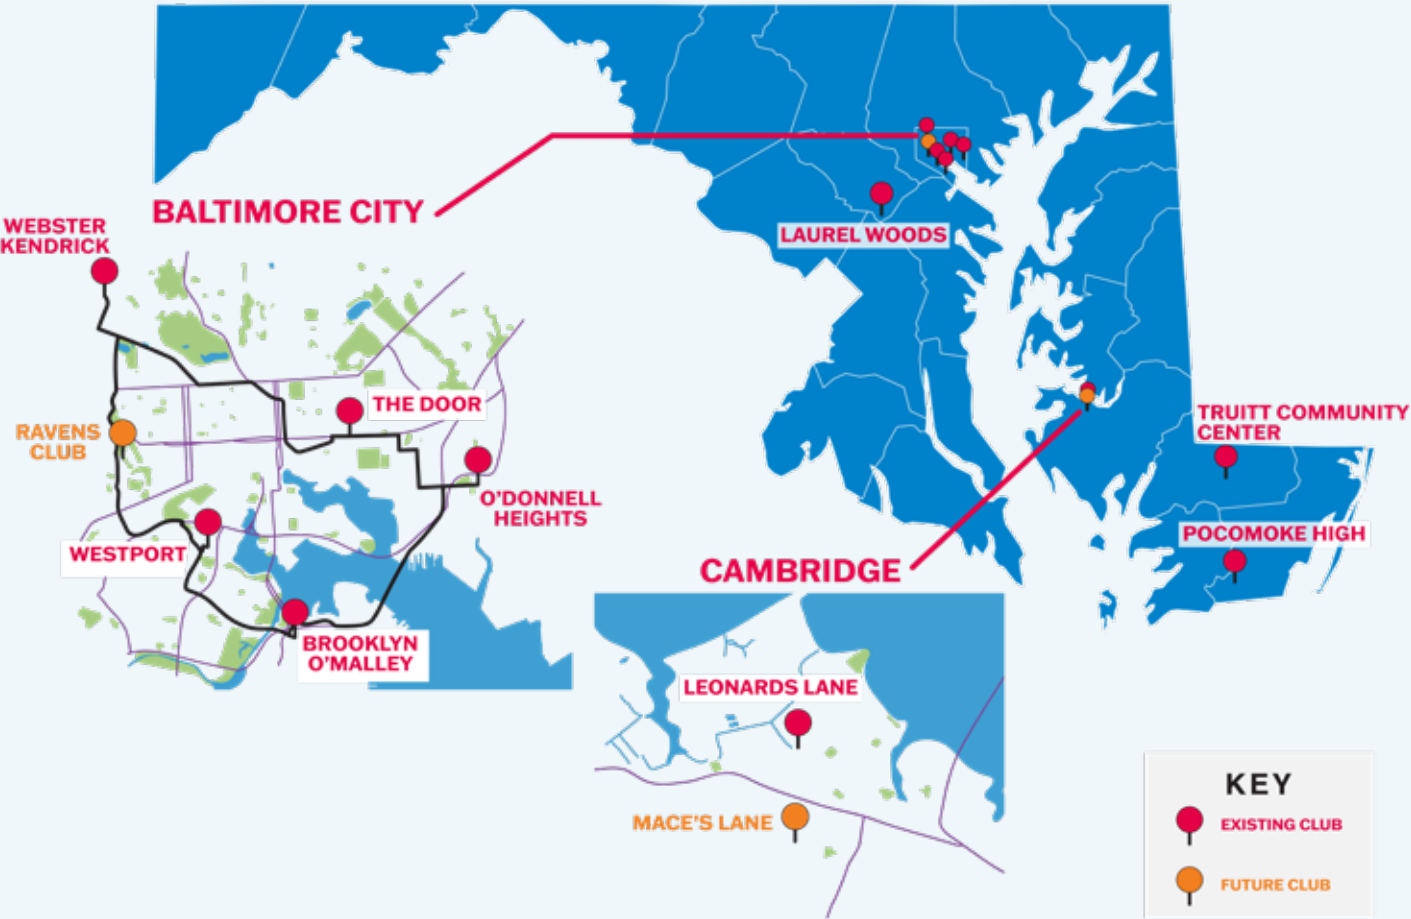 BALTIMORE CITY
WEBSTER
KENDRICK
LAUREL WOODS
THE DOOR
RAVENS
CLUB
O'DONNELL
HEIGHTS
WESTPORT
BROOKLYN
O'MALLEY
TRUITT COMMUNITY
CENTER
POCOMOKE HIGH
CAMBRIDGE
LEONARDS LANE
MACE'S LANE
KEY
EXISTING CLUB
FUTURE CLUB